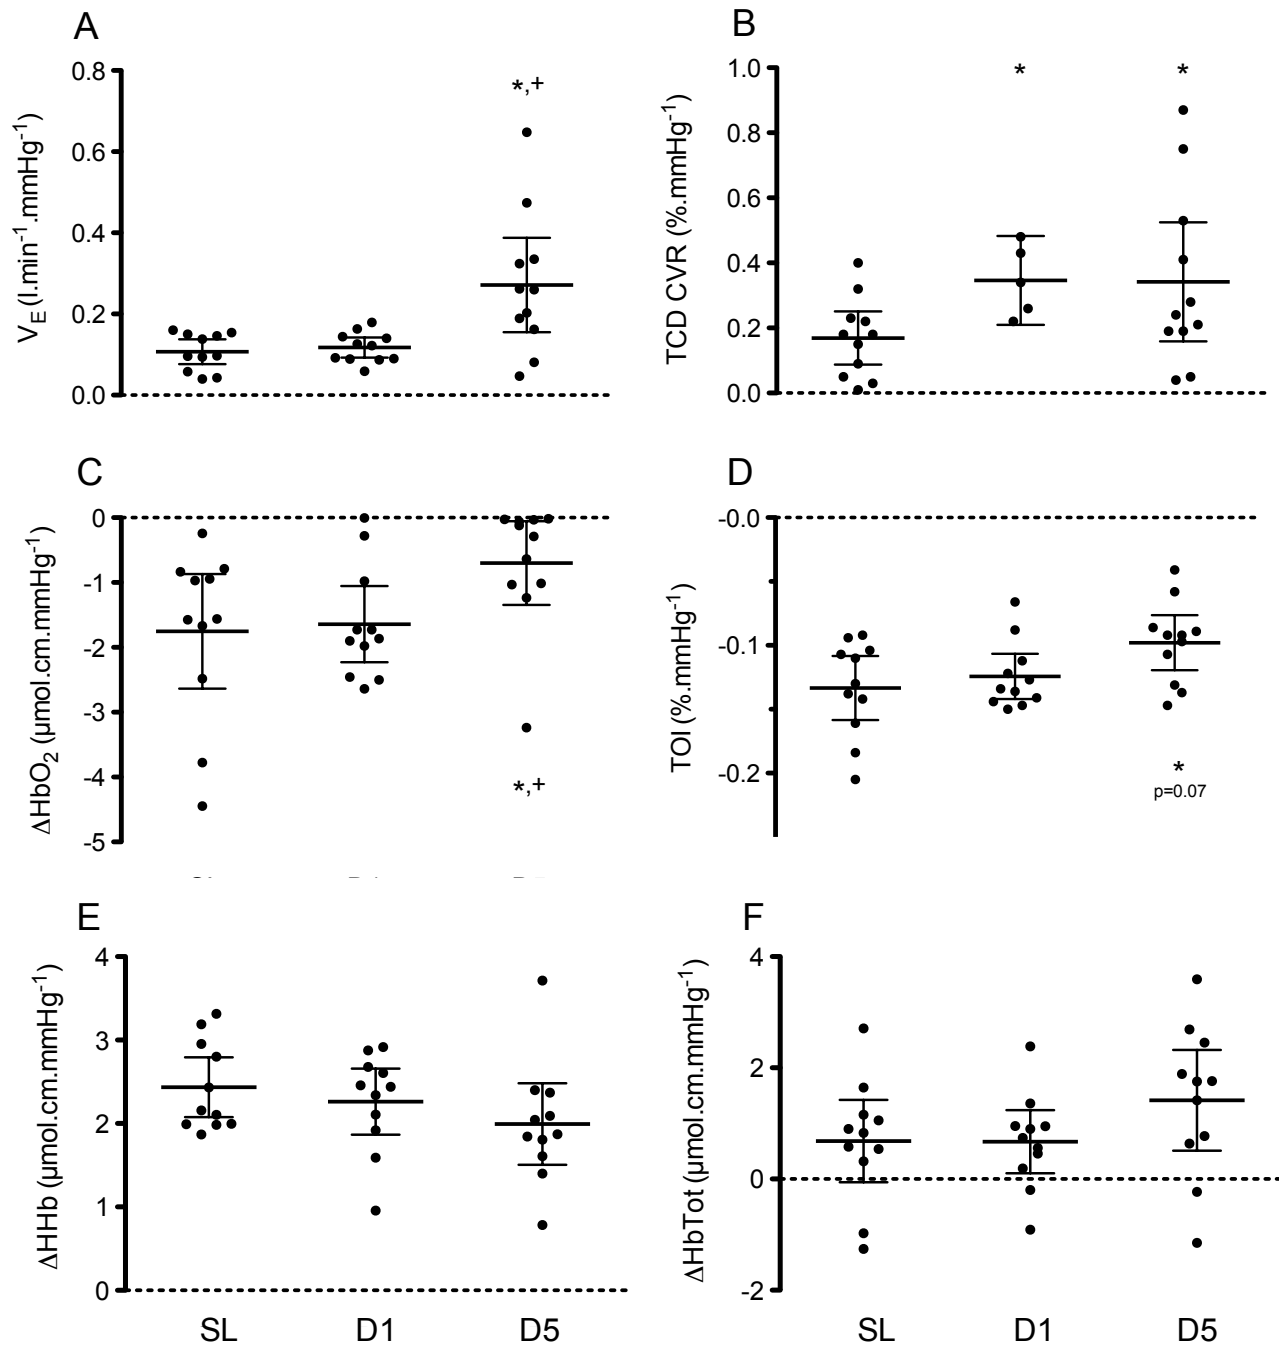 A
V_E (l.min⁻¹.mmHg⁻¹)
0.8
0.6
0.4
0.2
0.0
*,+
B
TCD CVR (%.mmHg⁻¹)
1.0
0.8
0.6
0.4
0.2
0.0
*
*
C
ΔHbO₂ (µmol.cm.mmHg⁻¹)
0
-1
-2
-3
-4
-5
*,+
D
TOI (%.mmHg⁻¹)
-0.0
-0.1
-0.2
*
p=0.07
E
ΔHHb (µmol.cm.mmHg⁻¹)
4
3
2
1
0
SL D1 D5
F
ΔHbTot (µmol.cm.mmHg⁻¹)
4
2
0
-2
SL D1 D5